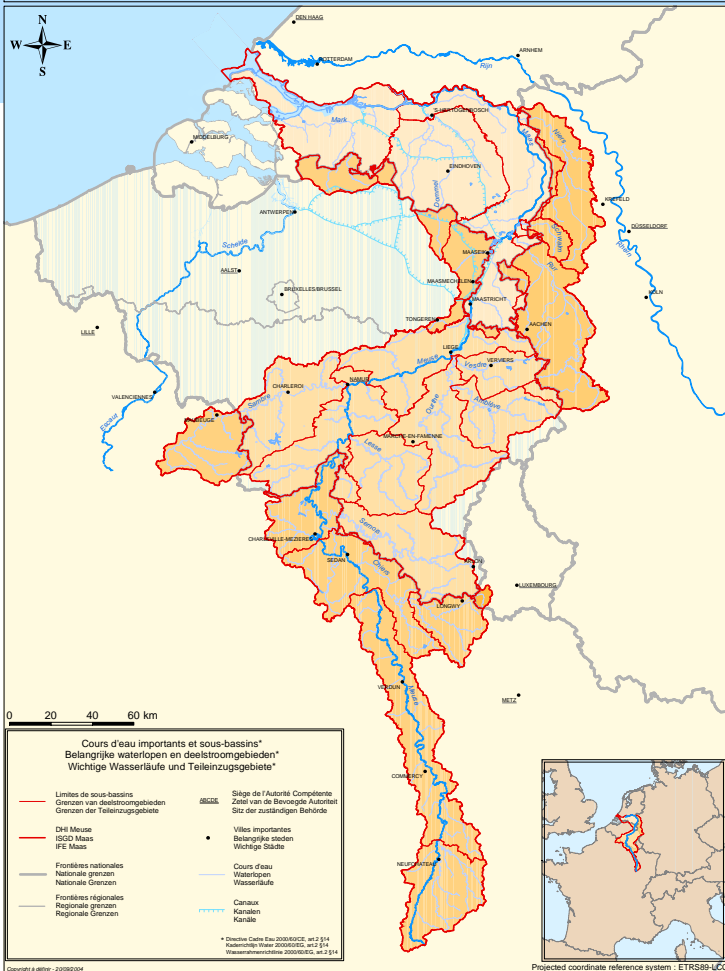 N
W E
S
DEN HAAG
ROTTERDAM
ARNHEM
Rijn
'S-HERTOGENBOSCH
Mark
Maas
Niers
MIDDELBURG
EINDHOVEN
Dommel
KREFELD
ANTWERPEN
DÜSSELDORF
Schelde
Schwalm
Rhein
MAASEIK
Rur
AALST
MAASMECHELEN
BRUXELLES/BRUSSEL
KÖLN
MAASTRICHT
TONGEREN
AACHEN
LILLE
LIEGE
Meuse
VERVIERS
Vesdre
NAMUR
CHARLEROI
VALENCIENNES
Sambre
Ourthe
Amblève
MAUBEUGE
Escaut
MARCHE-EN-FAMENNE
Lesse
Semois
CHARLEVILLE-MEZIERES
SEDAN
Chiers
ARLON
LUXEMBOURG
LONGWY
VERDUN
Meuse
METZ
0 20 40 60 km
COMMERCY
NEUFCHATEAU
Cours d'eau importants et sous-bassins*
Belangrijke waterlopen en deelstroomgebieden*
Wichtige Wasserläufe und Teileinzugsgebiete*
Limites de sous-bassins
Grenzen van deelstroomgebieden
Grenzen der Teileinzugsgebiete
DHI Meuse
ISGD Maas
IFE Maas
Frontières nationales
Nationale grenzen
Nationale Grenzen
Frontières régionales
Regionale grenzen
Regionale Grenzen
ABCDE
Siège de l'Autorité Compétente
Zetel van de Bevoegde Autoriteit
Sitz der zuständigen Behörde
Villes importantes
Belangrijke steden
Wichtige Städte
Cours d'eau
Waterlopen
Wasserläufe
Canaux
Kanalen
Kanäle
* Directive Cadre Eau 2000/60/CE, art.2 §14
Kaderrichtlijn Water 2000/60/EG, art.2 §14
Wasserrahmenrichtlinie 2000/60/EG, art.2 §14
Copyright à définir - 20/09/2004
Projected coordinate reference system : ETRS89-LCC